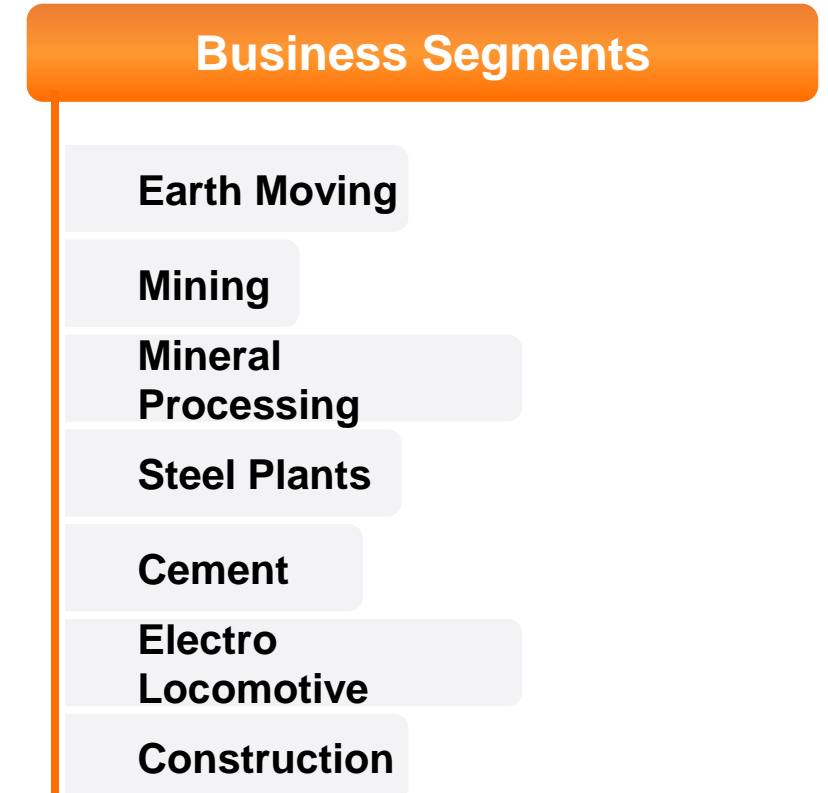 Business Segments
Earth Moving
Mining
Mineral
Processing
Steel Plants
Cement
Electro
Locomotive
Construction